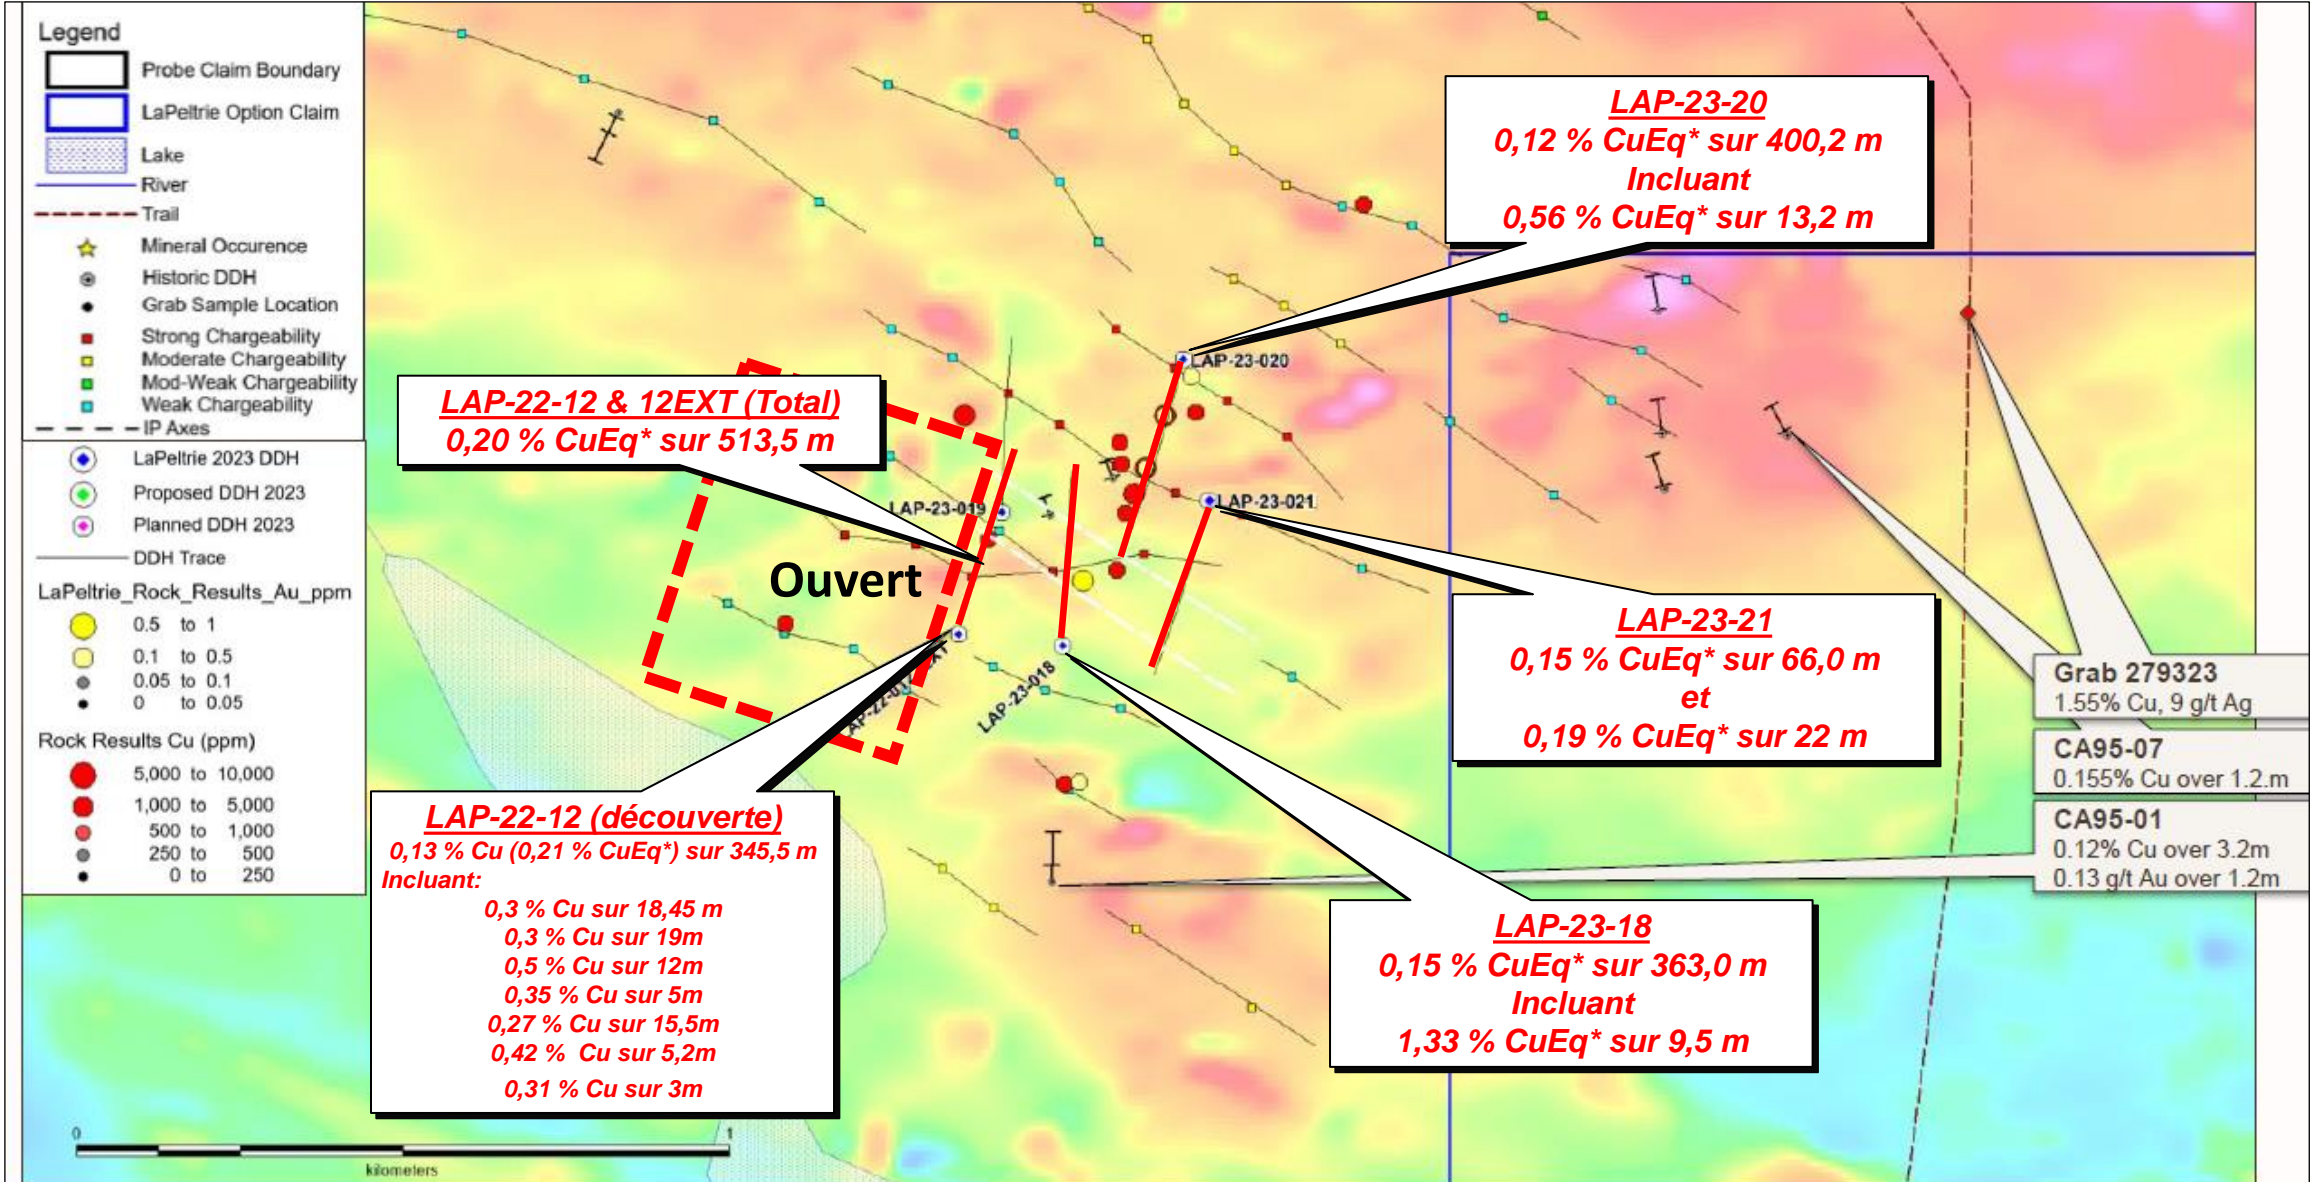 Legend
Probe Claim Boundary
LaPeltrie Option Claim
Lake
River
Trail
Mineral Occurence
Historic DDH
Grab Sample Location
Strong Chargeability
Moderate Chargeability
Mod-Weak Chargeability
Weak Chargeability
IP Axes
LaPeltrie 2023 DDH
Proposed DDH 2023
Planned DDH 2023
DDH Trace
LaPeltrie_Rock_Results_Au_ppm
0.5 to 1
0.1 to 0.5
0.05 to 0.1
0 to 0.05
Rock Results Cu (ppm)
5,000 to 10,000
1,000 to 5,000
500 to 1,000
250 to 500
0 to 250
0 1
kilometers
LAP-23-20
0,12 % CuEq* sur 400,2 m
Incluant
0,56 % CuEq* sur 13,2 m
LAP-22-12 & 12EXT (Total)
0,20 % CuEq* sur 513,5 m
LAP-23-020
LAP-23-019
LAP-23-021
Ouvert
LAP-23-018
LAP-23-21
0,15 % CuEq* sur 66,0 m
et
0,19 % CuEq* sur 22 m
Grab 279323
1.55% Cu, 9 g/t Ag
CA95-07
0.155% Cu over 1.2.m
CA95-01
0.12% Cu over 3.2m
0.13 g/t Au over 1.2m
LAP-22-12 (découverte)
0,13 % Cu (0,21 % CuEq*) sur 345,5 m
Incluant:
0,3 % Cu sur 18,45 m
0,3 % Cu sur 19m
0,5 % Cu sur 12m
0,35 % Cu sur 5m
0,27 % Cu sur 15,5m
0,42 % Cu sur 5,2m
0,31 % Cu sur 3m
LAP-23-18
0,15 % CuEq* sur 363,0 m
Incluant
1,33 % CuEq* sur 9,5 m